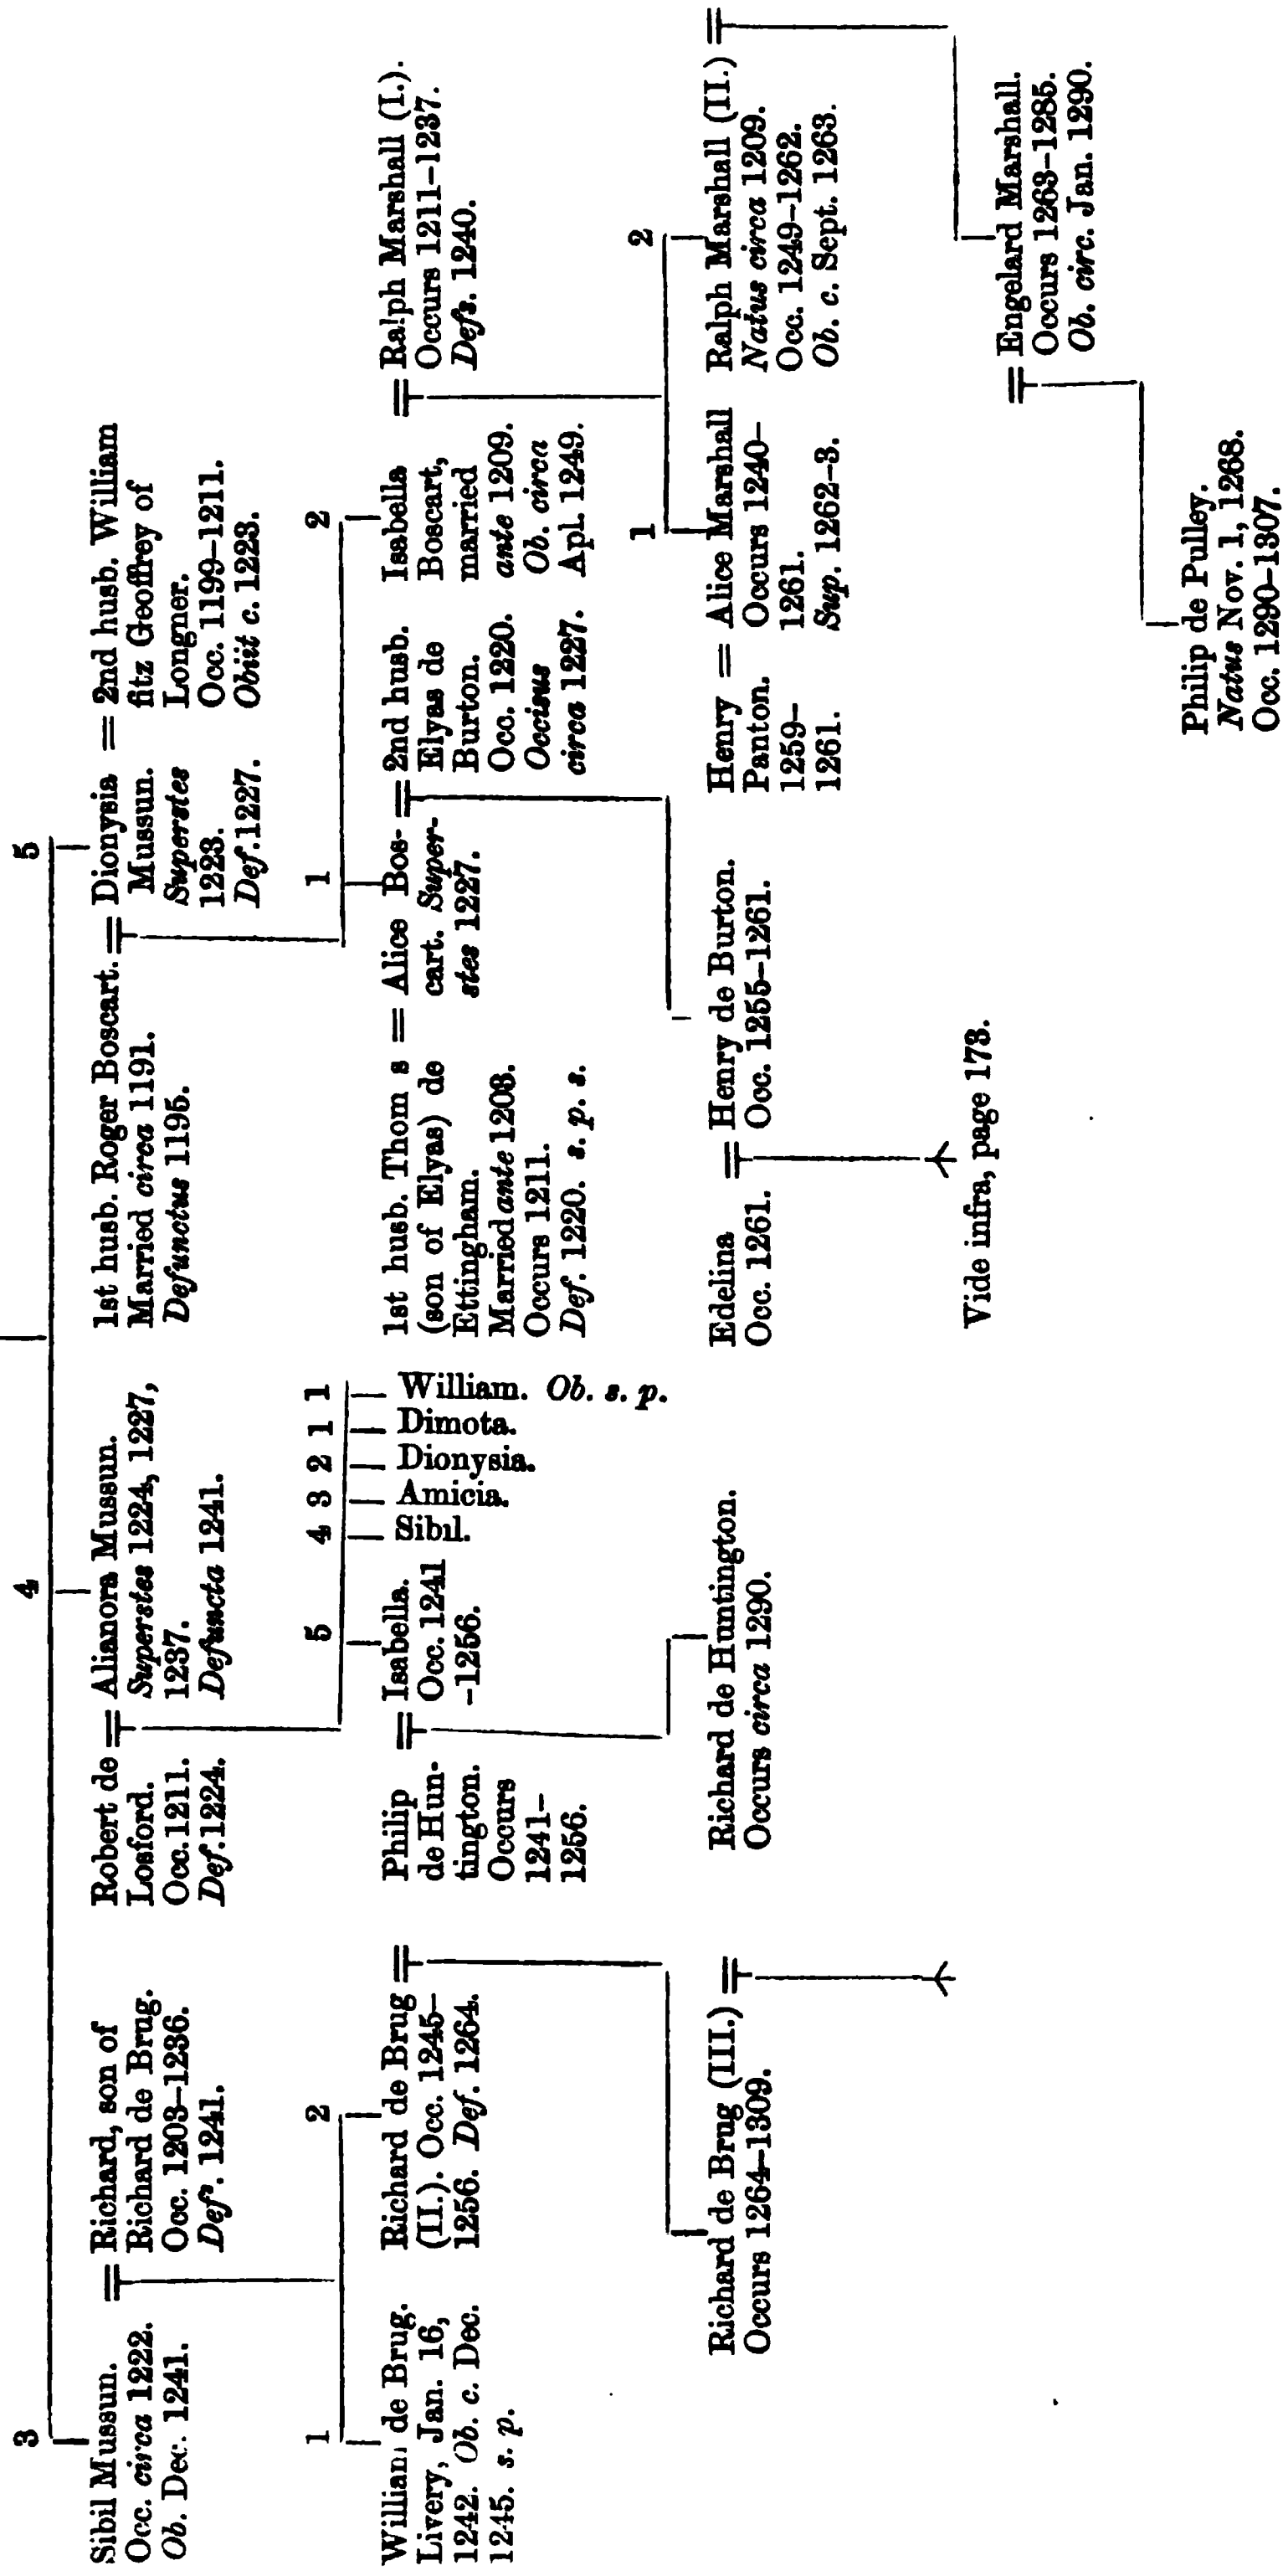 3
4
5
Sibil Mussun.
Occ. circa 1222.
Ob. Dec. 1241.
= Richard, son of
Richard de Brug.
Occ. 1203–1236.
Def. 1241.
Robert de
Losford.
Occ. 1211.
Def. 1224.
= Alianora Mussun.
Superstes 1224, 1227,
1237.
Defuncta 1241.
1st husb. Roger Boscart.
Married circa 1191.
Defunctus 1195.
= Dionysia
Mussun.
Superstes
1223.
Def. 1227.
= 2nd husb. William
fitz Geoffrey of
Longner.
Occ. 1199–1211.
Obiit c. 1223.
1
2
5
4
3
2
1
1
1
2
William de Brug.
Livery, Jan. 16,
1242. Ob. c. Dec.
1245. s. p.
Richard de Brug =
(II.). Occ. 1245–
1256. Def. 1264.
Philip
de Hun-
tington.
Occurs
1241–
1256.
= Isabella.
Occ. 1241
–1256.
Sibil.
Amicia.
Dionysia.
Dimota.
William. Ob. s. p.
1st husb. Thom s
(son of Elyas) de
Ettingham.
Married ante 1208.
Occurs 1211.
Def. 1220. s. p. s.
= Alice Bos-
cart. Super-
stes 1227.
= 2nd husb.
Elyas de
Burton.
Occ. 1220.
Occisus
circa 1227.
Isabella
Boscart,
married
ante 1209.
Ob. circa
Apl. 1249.
= Ralph Marshall (I.).
Occurs 1211–1237.
Defs. 1240.
1
2
Richard de Brug (III.) =
Occurs 1264–1309.
Richard de Huntington.
Occurs circa 1290.
Edelina
Occ. 1261.
= Henry de Burton.
Occ. 1255–1261.
Henry
Panton.
1259–
1261.
= Alice Marshall
Occurs 1240–
1261.
Sup. 1262–3.
Ralph Marshall (II.) =
Natus circa 1209.
Occ. 1249–1262.
Ob. c. Sept. 1263.
Vide infra, page 173.
= Engelard Marshall.
Occurs 1263–1285.
Ob. circ. Jan. 1290.
Philip de Pulley.
Natus Nov. 1, 1268.
Occ. 1290–1307.